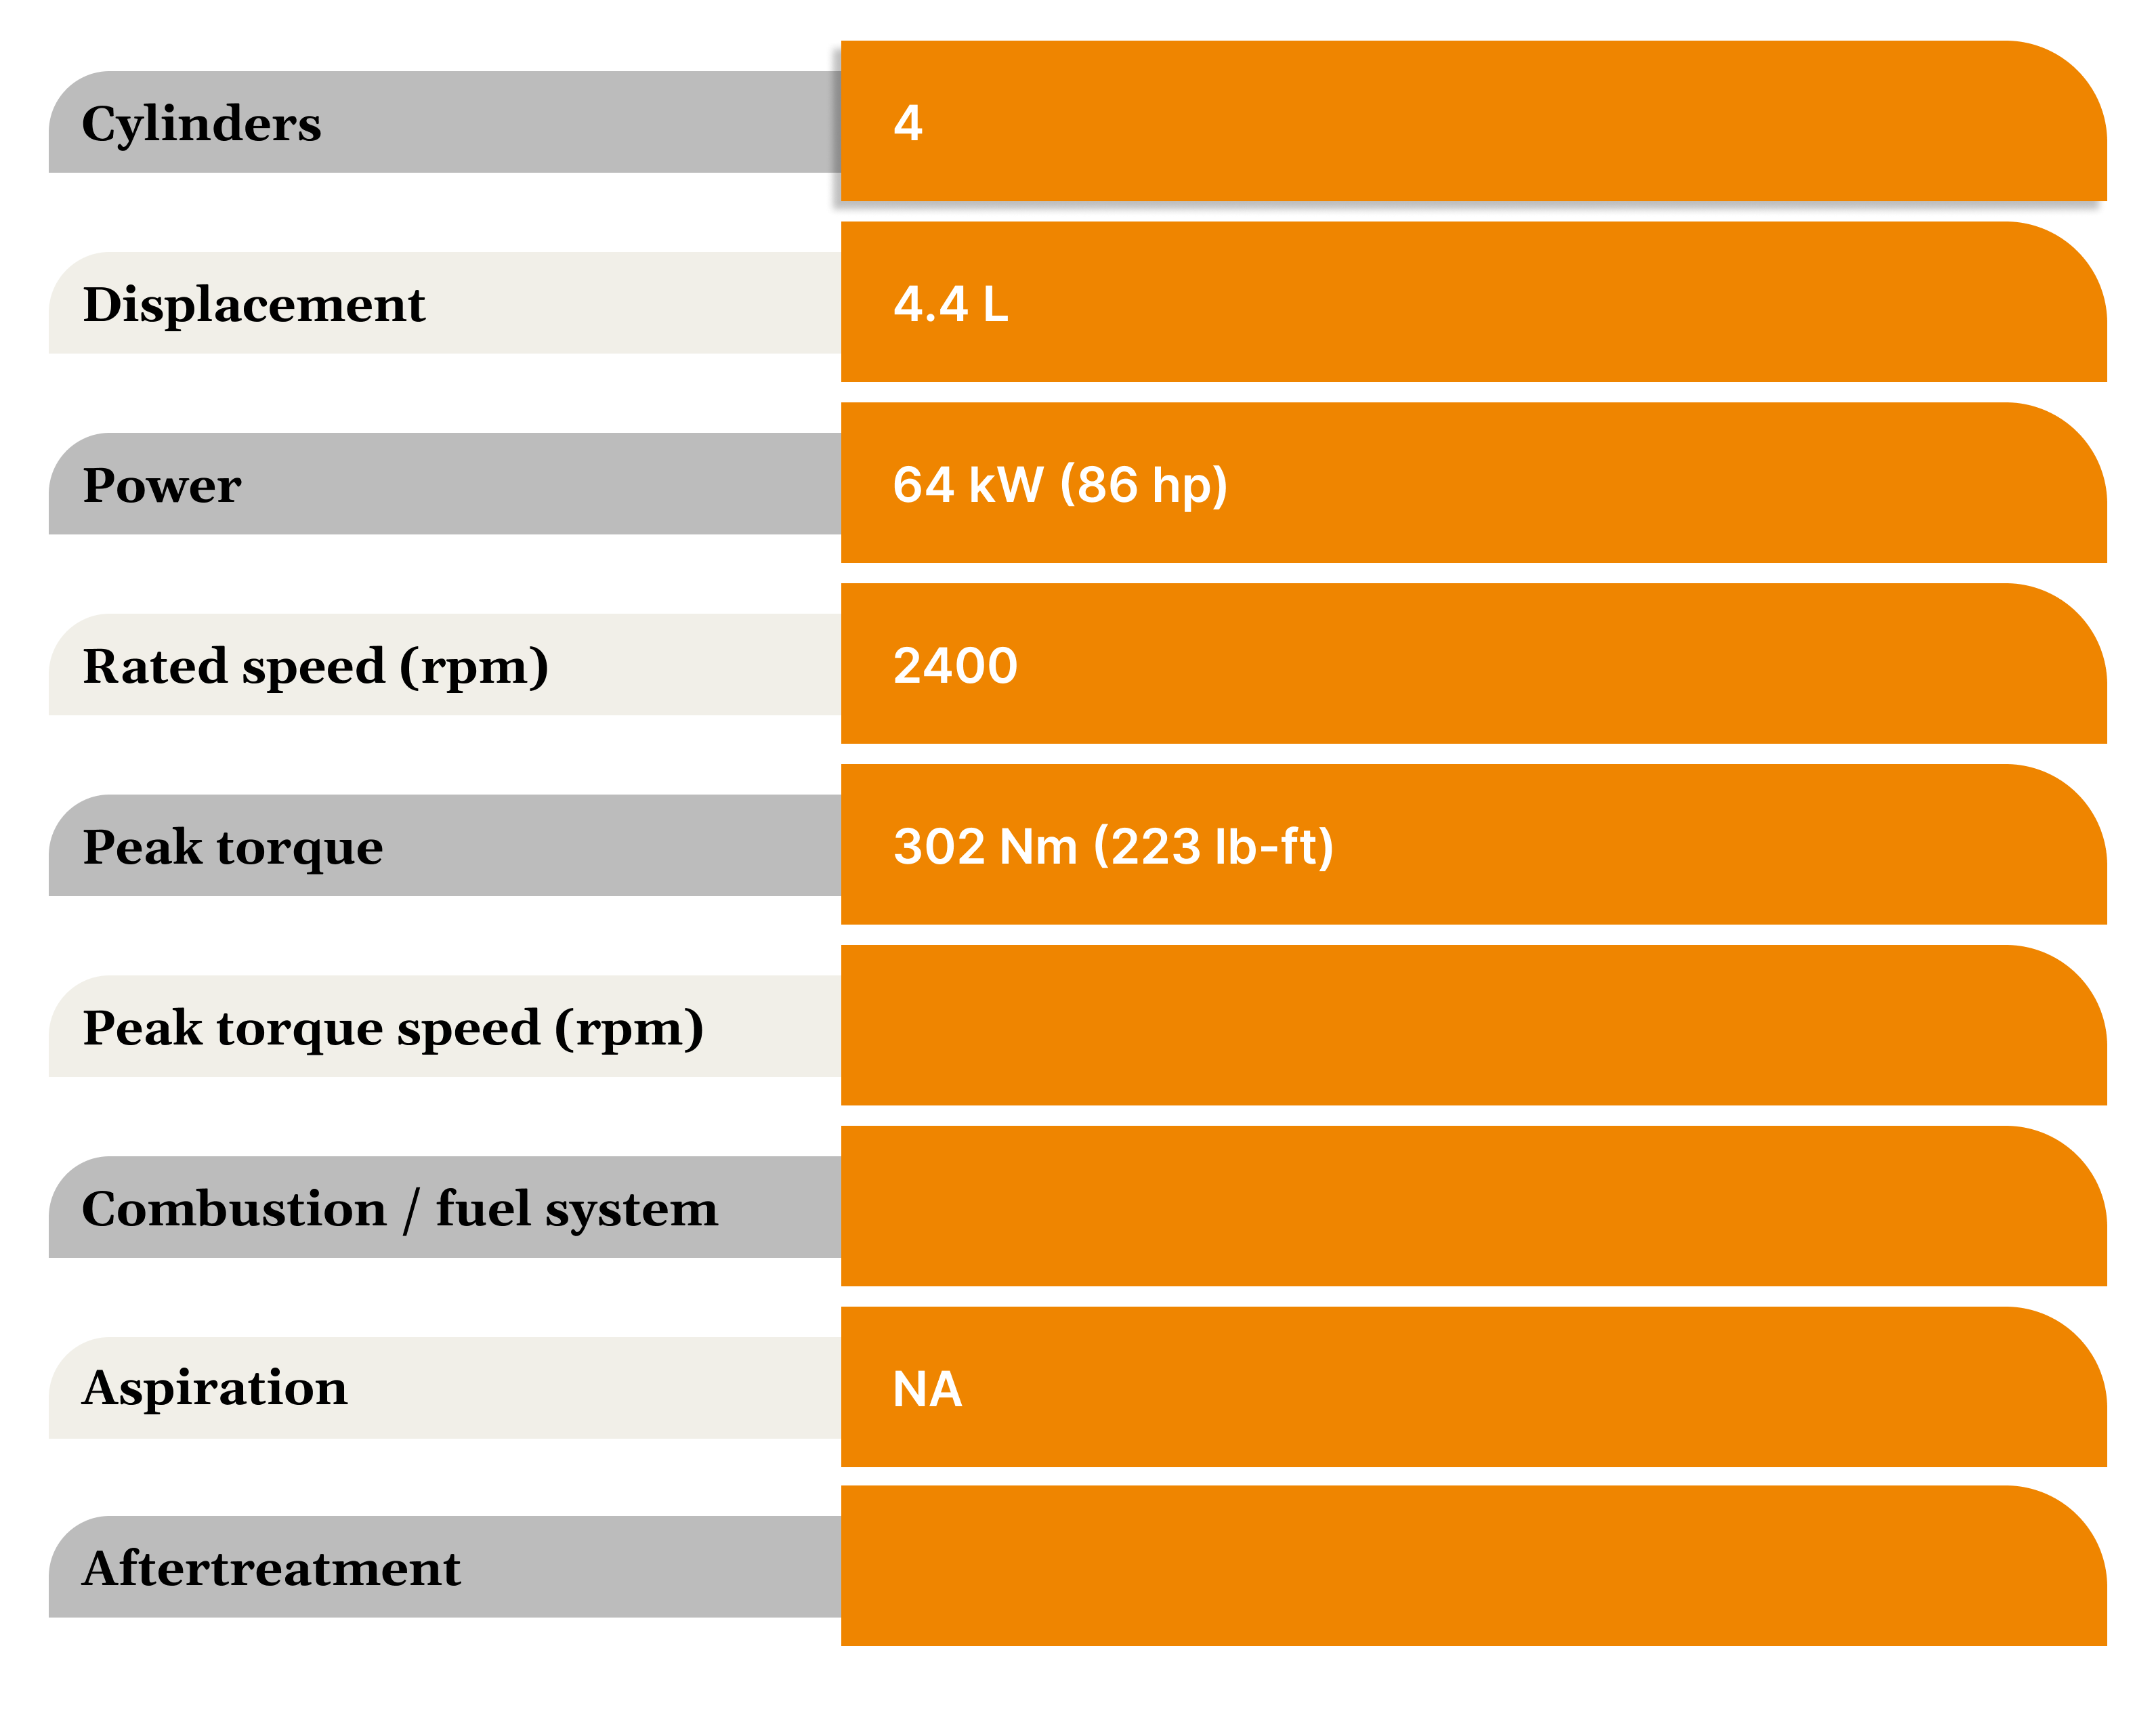 Cylinders 4
Displacement 4.4 L
Power 64 kW (86 hp)
Rated speed (rpm) 2400
Peak torque 302 Nm (223 lb-ft)
Peak torque speed (rpm)
Combustion / fuel system
Aspiration NA
Aftertreatment